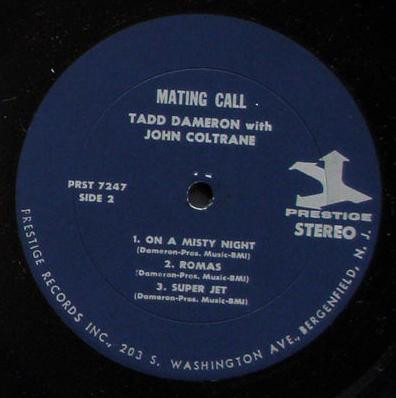 MATING CALL
TADD DAMERON with
JOHN COLTRANE
PRST 7247
SIDE 2
PRESTIGE
STEREO
1. ON A MISTY NIGHT
(Dameron-Pres. Music-BMI)
2. ROMAS
(Dameron-Pres. Music-BMI)
3. SUPER JET
(Dameron-Pres. Music-BMI)
PRESTIGE RECORDS INC., 203 S. WASHINGTON AVE., BERGENFIELD, N. J.